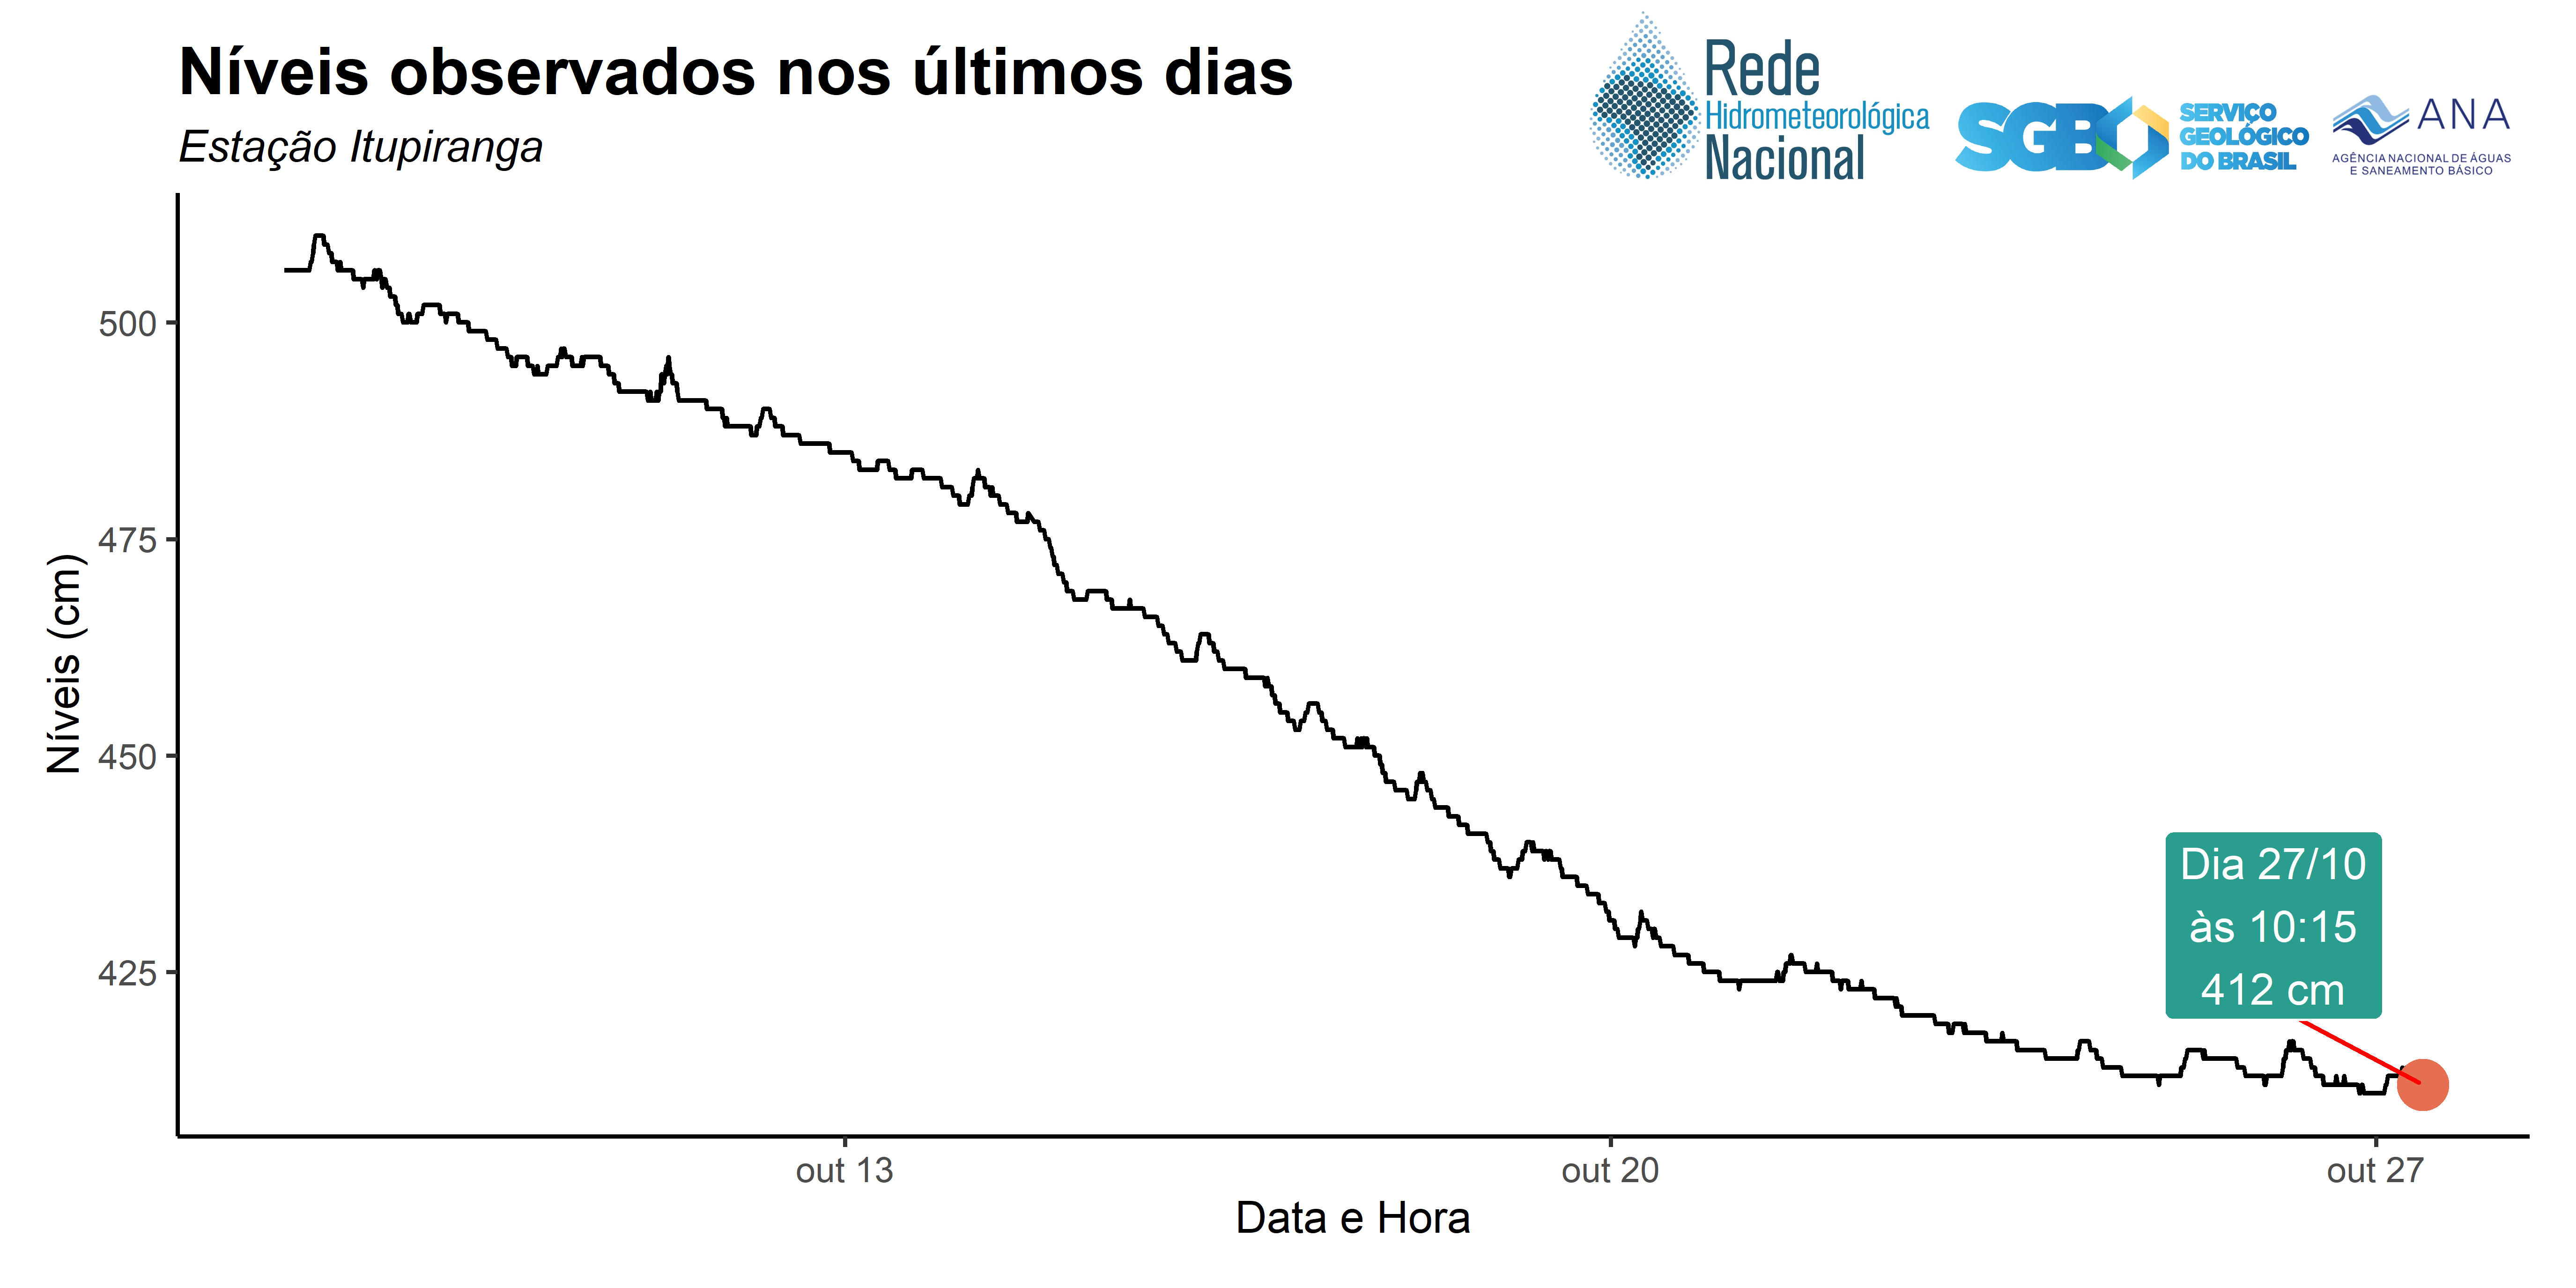 Níveis observados nos últimos dias
Estação Itupiranga
Rede
Hidrometeorológica
Nacional
SGB
SERVIÇO
GEOLÓGICO
DO BRASIL
ANA
AGÊNCIA NACIONAL DE ÁGUAS
E SANEAMENTO BÁSICO
Níveis (cm)
500
475
450
425
Dia 27/10
às 10:15
412 cm
out 13
out 20
out 27
Data e Hora